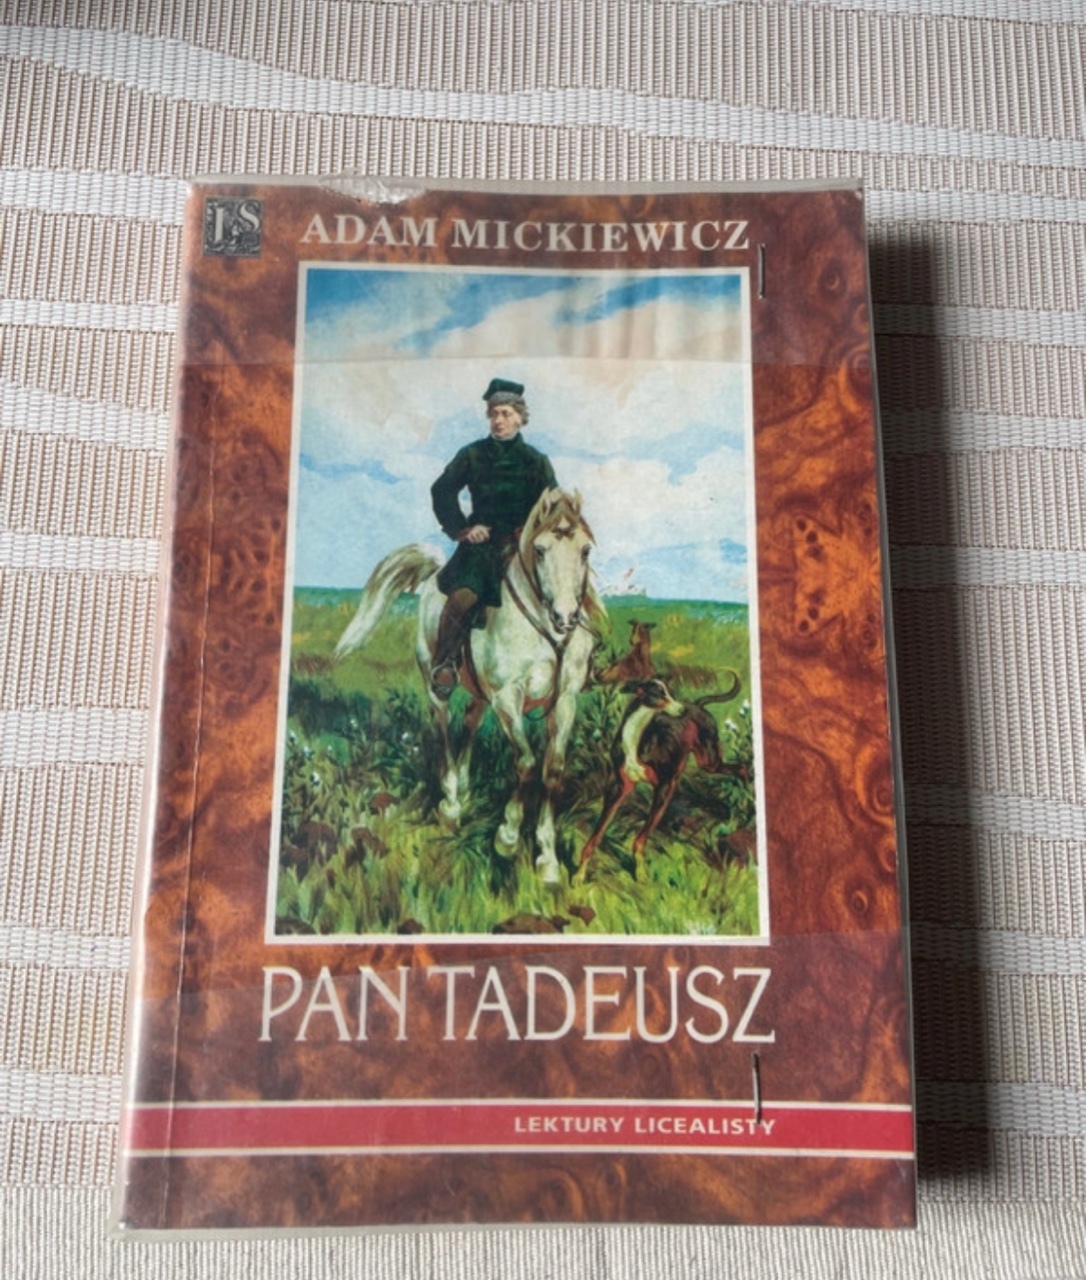 ADAM MICKIEWICZ
PAN TADEUSZ
LEKTURY LICEALISTY